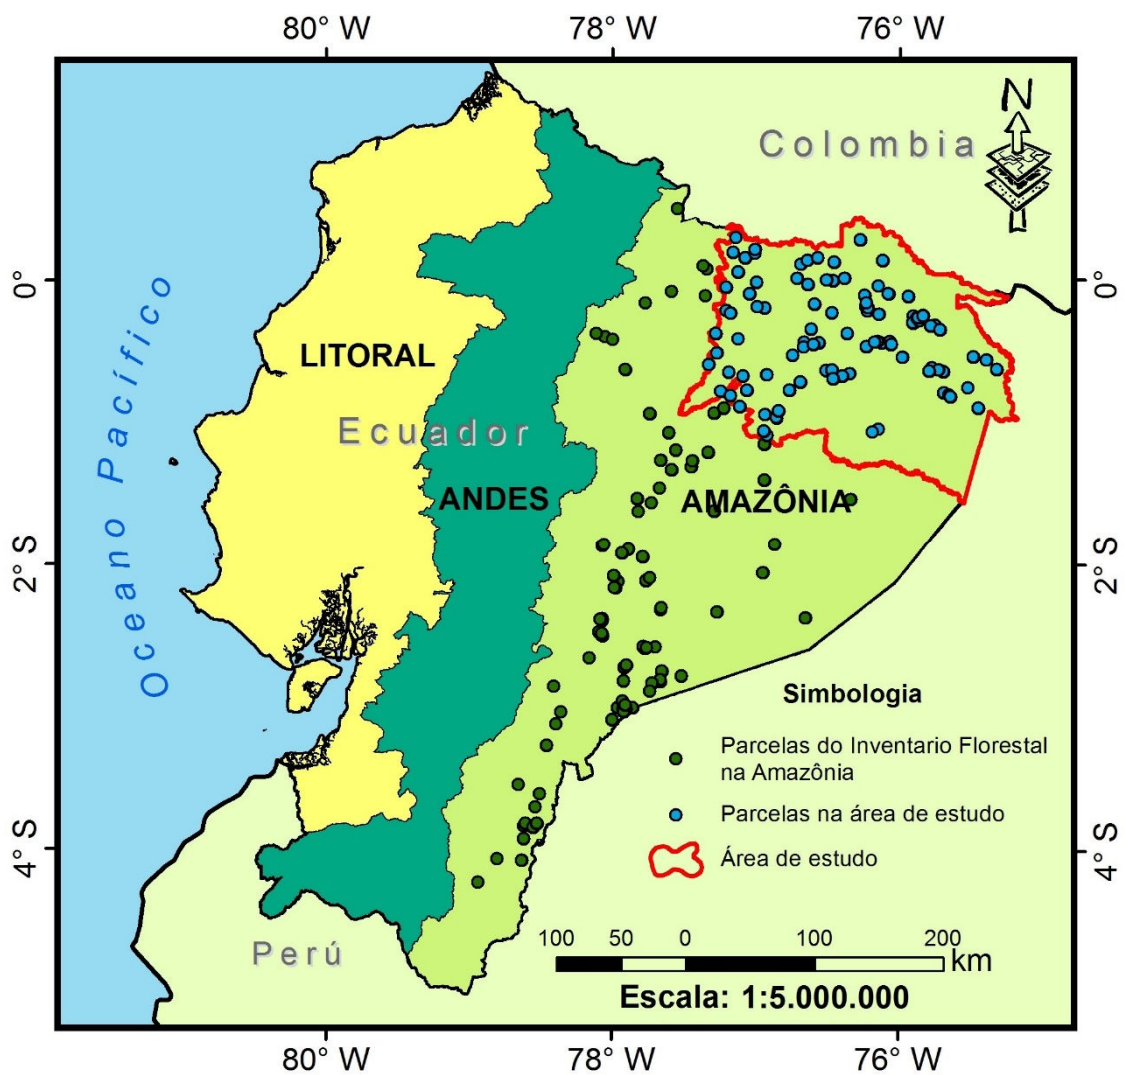 80° W 78° W 76° W
N
Colombia
0° 0°
Oceano Pacífico
LITORAL
Ecuador
ANDES
AMAZÔNIA
2° S 2° S
Simbologia
Parcelas do Inventario Florestal
na Amazônia
Parcelas na área de estudo
Área de estudo
4° S 4° S
Perú
100 50 0 100 200
km
Escala: 1:5.000.000
80° W 78° W 76° W